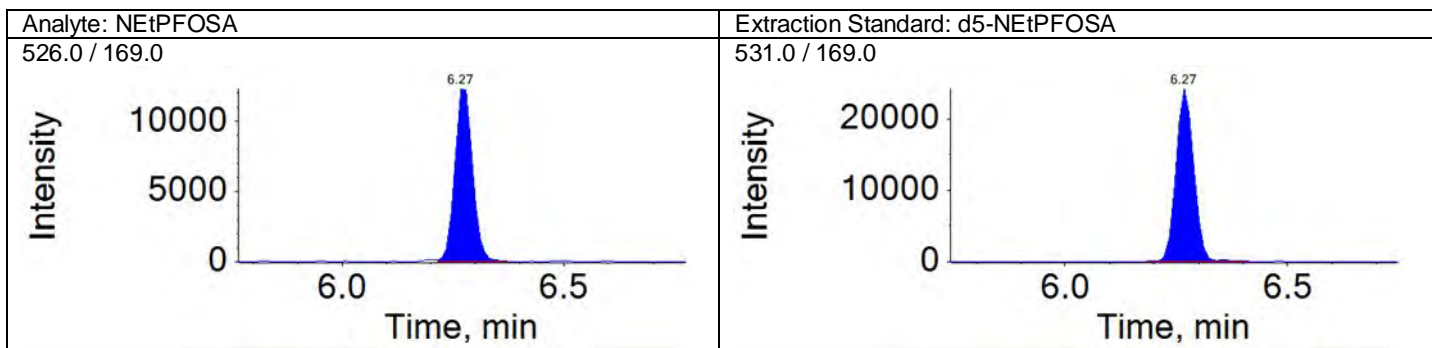 Analyte: NEtPFOSA
526.0 / 169.0
6.27
Intensity
10000
5000
0
6.0
6.5
Time, min
Extraction Standard: d5-NEtPFOSA
531.0 / 169.0
6.27
Intensity
20000
10000
0
6.0
6.5
Time, min